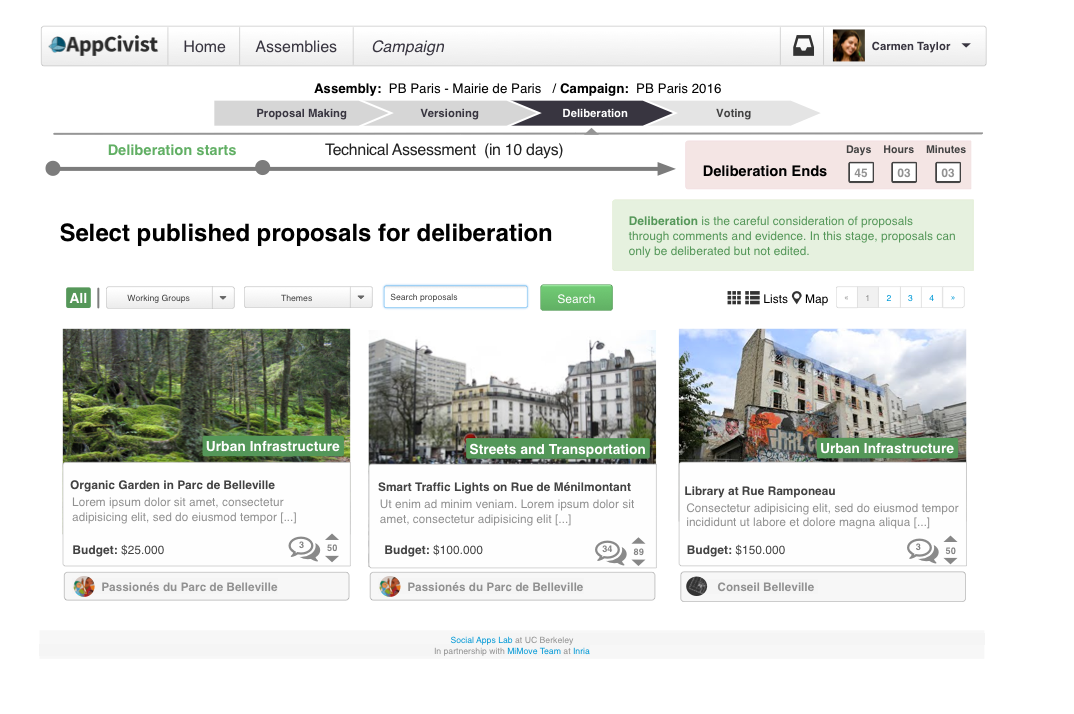 AppCivist Home Assemblies Campaign Carmen Taylor
Assembly: PB Paris - Mairie de Paris / Campaign: PB Paris 2016
Proposal Making Versioning Deliberation Voting
Deliberation starts Technical Assessment (in 10 days)
Days Hours Minutes
Deliberation Ends 45 03 03
Select published proposals for deliberation
Deliberation is the careful consideration of proposals
through comments and evidence. In this stage, proposals can
only be deliberated but not edited.
All Working Groups Themes Search proposals Search Lists Map « 1 2 3 4 »
Urban Infrastructure
Organic Garden in Parc de Belleville
Lorem ipsum dolor sit amet, consectetur
adipisicing elit, sed do eiusmod tempor [...]
Budget: $25.000 3 50
Passionés du Parc de Belleville
Streets and Transportation
Smart Traffic Lights on Rue de Ménilmontant
Ut enim ad minim veniam. Lorem ipsum dolor sit
amet, consectetur adipisicing elit [...]
Budget: $100.000 34 89
Passionés du Parc de Belleville
Urban Infrastructure
Library at Rue Ramponeau
Consectetur adipisicing elit, sed do eiusmod tempor
incididunt ut labore et dolore magna aliqua [...]
Budget: $150.000 3 50
Conseil Belleville
Social Apps Lab at UC Berkeley
In partnership with MiMove Team at Inria